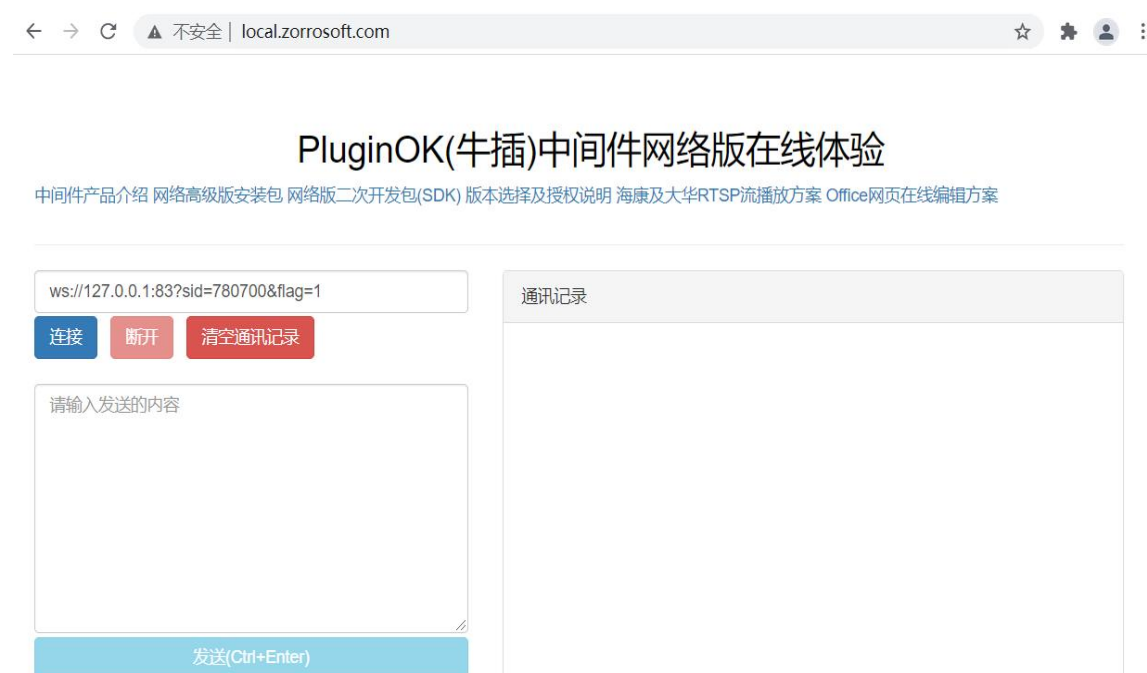 不安全 | local.zorrosoft.com
PluginOK(牛插)中间件网络版在线体验
中间件产品介绍 网络高级版安装包 网络版二次开发包(SDK) 版本选择及授权说明 海康及大华RTSP流播放方案 Office网页在线编辑方案
ws://127.0.0.1:83?sid=780700&flag=1
连接 断开 清空通讯记录
请输入发送的内容
发送(Ctrl+Enter)
通讯记录